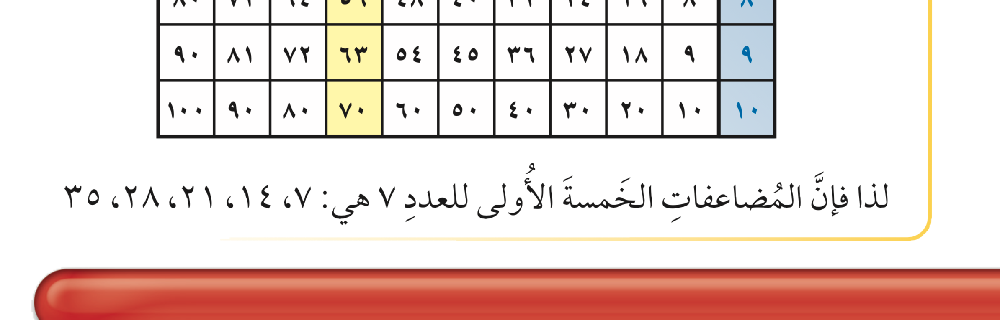 ٨ ٨ ١٦ ٢٤ ٣٢ ٤٠ ٤٨ ٥٦ ٦٤ ٧٢ ٨٠
٩ ٩ ١٨ ٢٧ ٣٦ ٤٥ ٥٤ ٦٣ ٧٢ ٨١ ٩٠
١٠ ١٠ ٢٠ ٣٠ ٤٠ ٥٠ ٦٠ ٧٠ ٨٠ ٩٠ ١٠٠
لذا فإنَّ المُضاعفاتِ الخَمسةَ الأُولى للعددِ ٧ هي: ٧، ١٤، ٢١، ٢٨، ٣٥